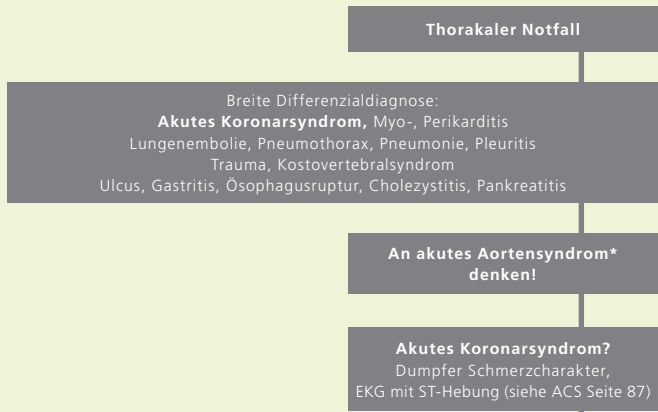 Thorakaler Notfall
Breite Differenzialdiagnose:
Akutes Koronarsyndrom, Myo-, Perikarditis
Lungenembolie, Pneumothorax, Pneumonie, Pleuritis
Trauma, Kostovertebralsyndrom
Ulcus, Gastritis, Ösophagusruptur, Cholezystitis, Pankreatitis
An akutes Aortensyndrom*
denken!
Akutes Koronarsyndrom?
Dumpfer Schmerzcharakter,
EKG mit ST-Hebung (siehe ACS Seite 87)